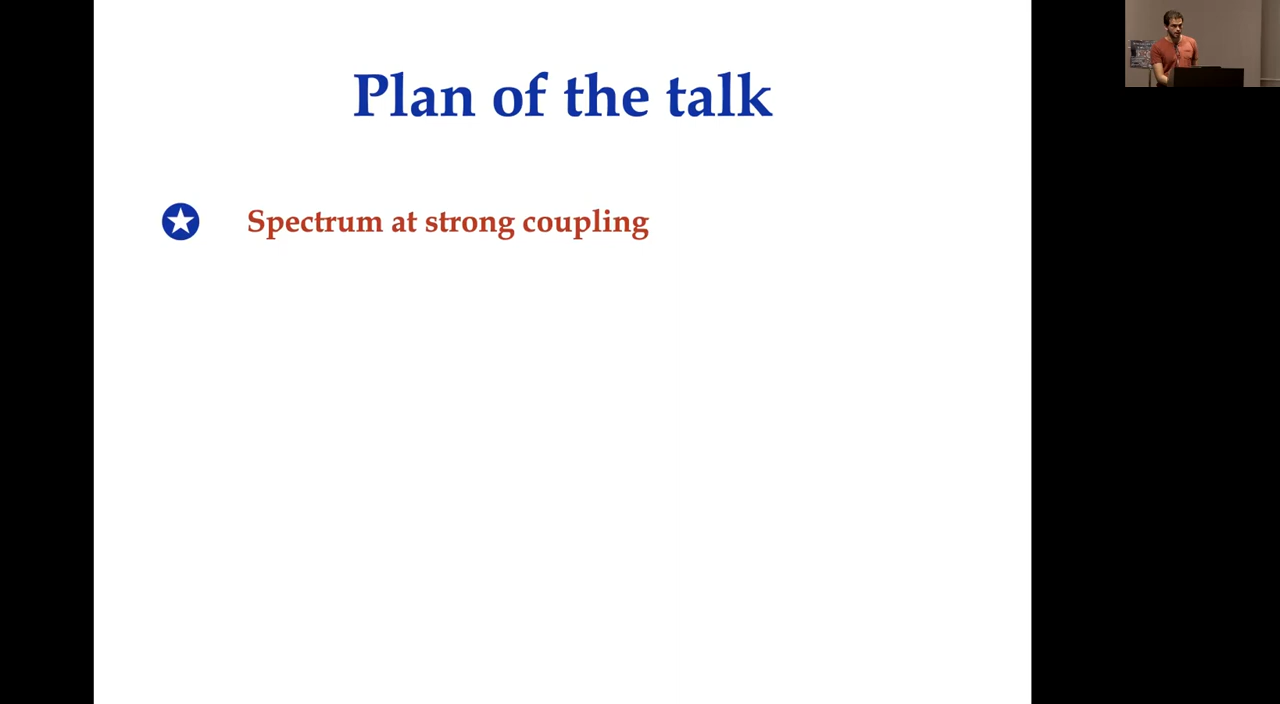 Plan of the talk
Spectrum at strong coupling